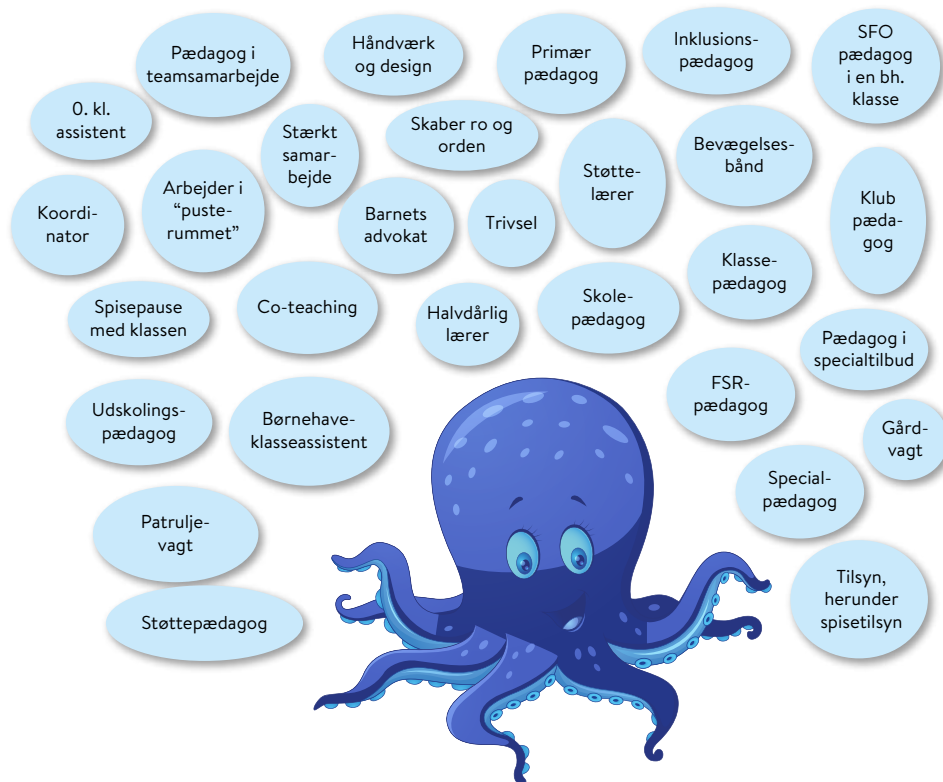 Pædagog i
teamsamarbejde
Håndværk
og design
Primær
pædagog
Inklusions-
pædagog
SFO
pædagog
i en bh.
klasse
0. kl.
assistent
Stærkt
samar-
bejde
Skaber ro og
orden
Støtte-
lærer
Bevægelses-
bånd
Koordi-
nator
Arbejder i
“puste-
rummet”
Barnets
advokat
Trivsel
Klub
pæda-
gog
Klasse-
pædagog
Spisepause
med klassen
Co-teaching
Halvdårlig
lærer
Skole-
pædagog
Pædagog i
specialtilbud
FSR-
pædagog
Udskolings-
pædagog
Børnehave-
klasseassistent
Gård-
vagt
Special-
pædagog
Patrulje-
vagt
Tilsyn,
herunder
spisetilsyn
Støttepædagog